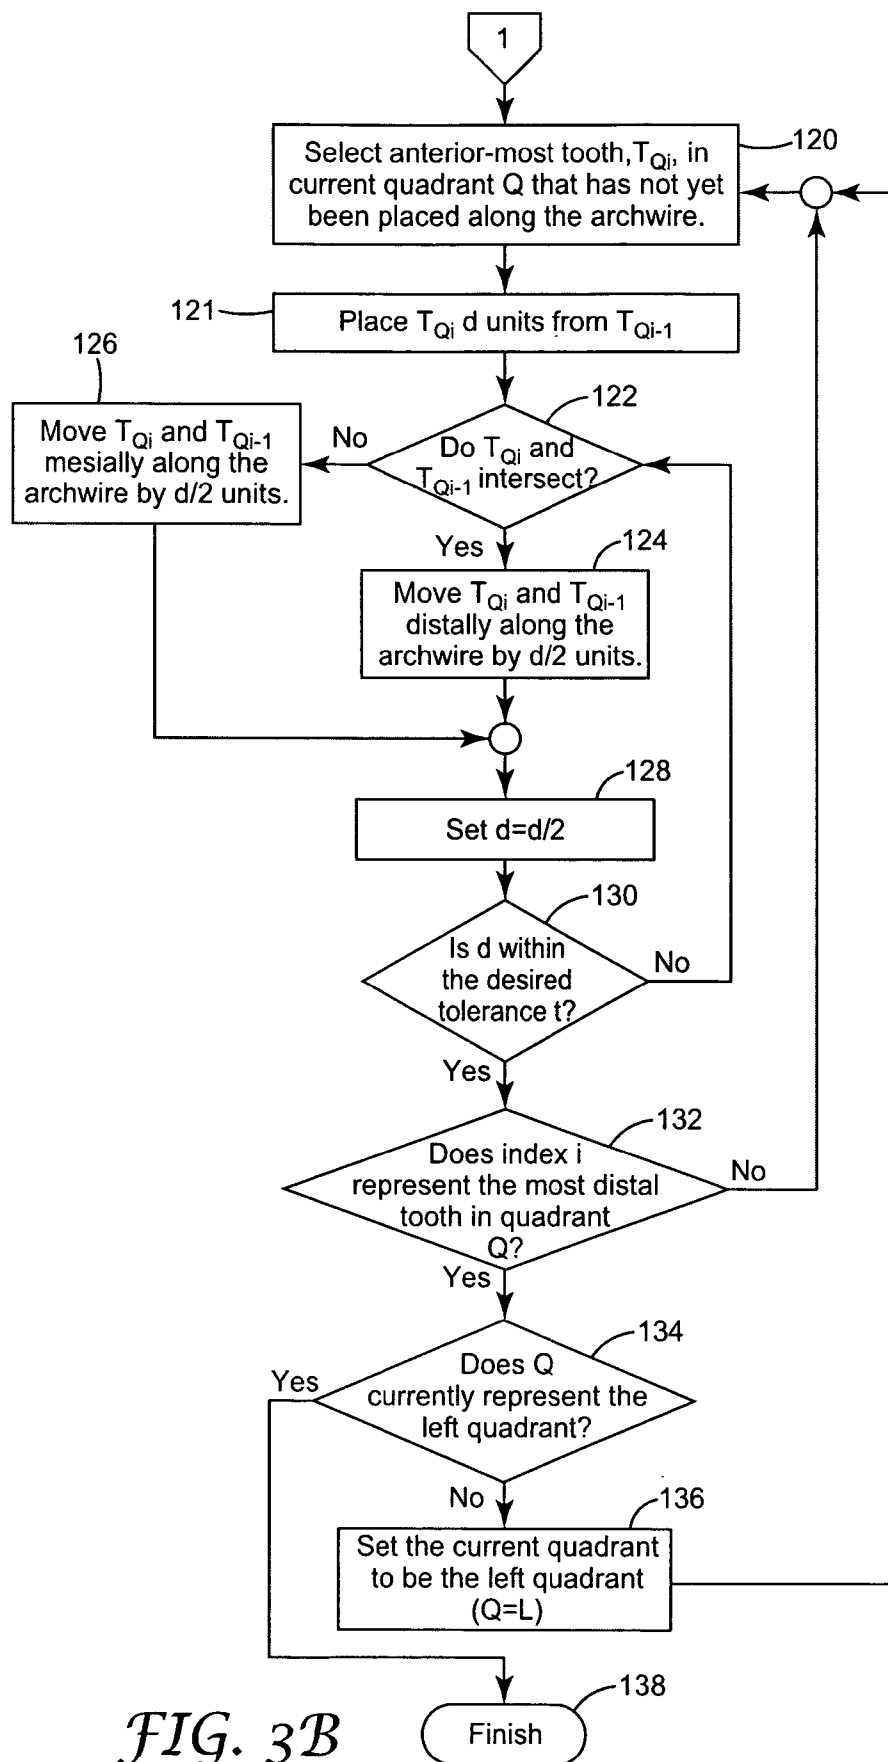 1
120
Select anterior-most tooth,TQi, in
current quadrant Q that has not yet
been placed along the archwire.
121
Place TQi d units from TQi-1
126
Move TQi and TQi-1
mesially along the
archwire by d/2 units.
No
122
Do TQi and
TQi-1 intersect?
Yes
124
Move TQi and TQi-1
distally along the
archwire by d/2 units.
128
Set d=d/2
130
Is d within
the desired
tolerance t?
No
Yes
132
Does index i
represent the most distal
tooth in quadrant
Q?
No
Yes
134
Does Q
currently represent the
left quadrant?
Yes
No
136
Set the current quadrant
to be the left quadrant
(Q=L)
138
Finish
FIG. 3B